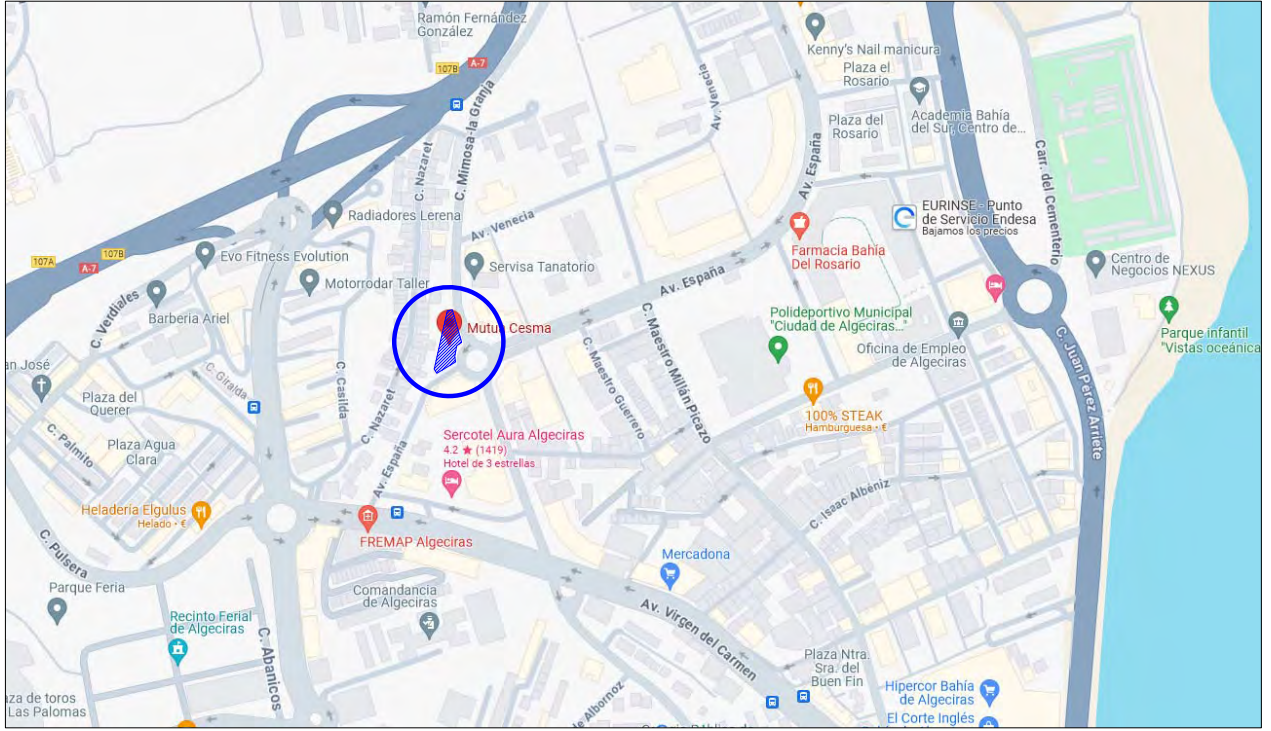 Ramón Fernández
González
107B
A-7
Kenny's Nail manicura
Plaza el
Rosario
Academia Bahía
del Sur, Centro de...
Plaza del
Rosario
Av. Venecia
Av. España
Carr. del Cementerio
C. Nazaret
C. Mimosa-la Granja
Radiadores Lerena
Av. Venecia
EURINSE - Punto
de Servicio Endesa
Bajamos los precios
Farmacia Bahía
Del Rosario
107A
A-7
107B
Evo Fitness Evolution
Servisa Tanatorio
Centro de
Negocios NEXUS
Motorrodar Taller
Av. España
C. Verdiales
Barberia Ariel
Mutua Cesma
C. Maestro Millán Picazo
Polideportivo Municipal
"Ciudad de Algeciras..."
Oficina de Empleo
de Algeciras
C. Juan Pérez Arriete
Parque infantil
"Vistas oceánica
an José
C. Giralda
C. Casilda
C. Nazaret
C. Maestro Guerrero
Plaza del
Querer
C. Palmito
Plaza Agua
Clara
100% STEAK
Hamburguesa • €
Sercotel Aura Algeciras
4.2 ★ (1419)
Hotel de 3 estrellas
Av. España
C. Isaac Albéniz
Heladería Elgulus
Helado • €
FREMAP Algeciras
C. Pulsera
Mercadona
Parque Feria
Comandancia
de Algeciras
Recinto Ferial
de Algeciras
C. Abanicos
Av. Virgen del Carmen
Plaza Ntra.
Sra. del
Buen Fin
Hipercor Bahía
de Algeciras
El Corte Inglés
za de toros
Las Palomas
le Albornoz